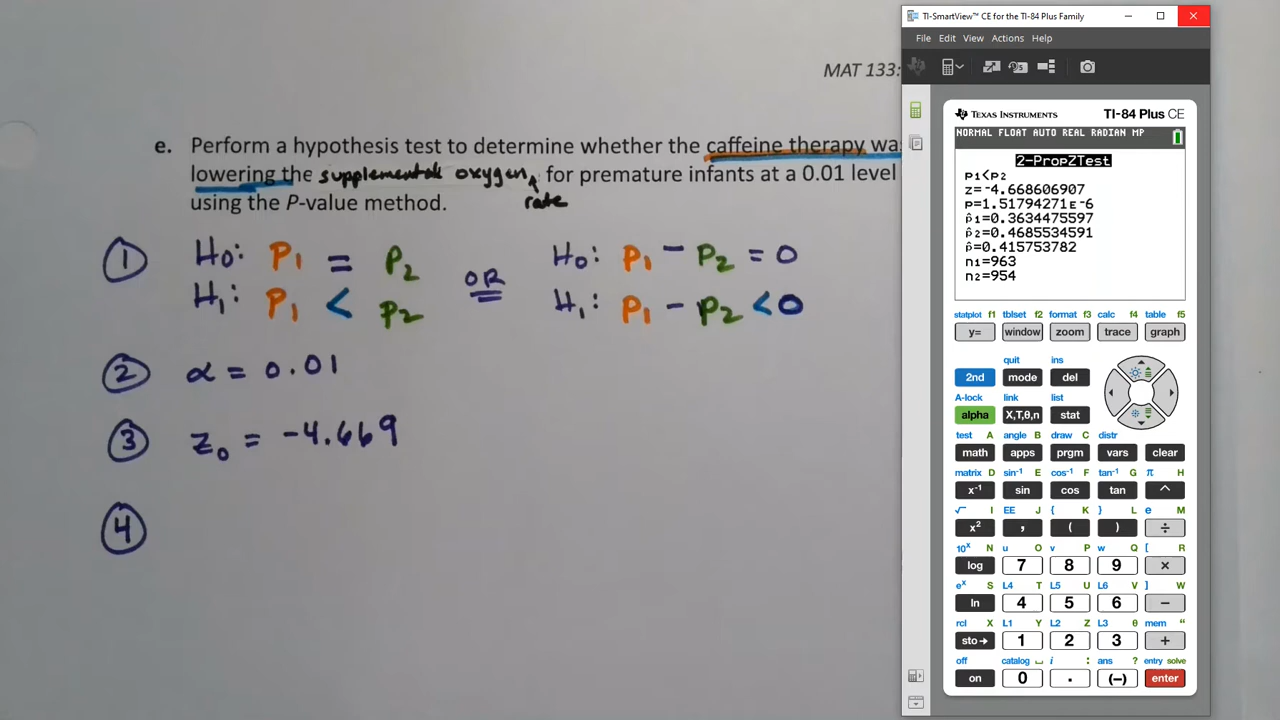 MAT 133:
e. Perform a hypothesis test to determine whether the caffeine therapy was
lowering the supplemental oxygen rate for premature infants at a 0.01 level
using the P-value method.
① H₀: p₁ = p₂
H₁: p₁ < p₂
OR
H₀: p₁ - p₂ = 0
H₁: p₁ - p₂ < 0
② α = 0.01
③ z₀ = -4.669
④
TI-SmartView™ CE for the TI-84 Plus Family
File Edit View Actions Help
TEXAS INSTRUMENTS TI-84 Plus CE
NORMAL FLOAT AUTO REAL RADIAN MP
2-PropZTest
p1<p2
z=-4.668606907
p=1.51794271E-6
p̂1=0.3634475597
p̂2=0.4685534591
p̂=0.415753782
n1=963
n2=954
statplot f1 tblset f2 format f3 calc f4 table f5
y= window zoom trace graph
quit ins
2nd mode del
A-lock link list
alpha X,T,θ,n stat
test A angle B draw C distr
math apps prgm vars clear
matrix D sin⁻¹ E cos⁻¹ F tan⁻¹ G π H
x⁻¹ sin cos tan ^
√ I EE J { K } L e M
x² , ( ) ÷
10ˣ N u O v P w Q [ R
log 7 8 9 ×
eˣ S L4 T L5 U L6 V ] W
ln 4 5 6 −
rcl X L1 Y L2 Z L3 θ mem “
sto→ 1 2 3 +
off catalog ⎵ i : ans ? entry solve
on 0 . (−) enter